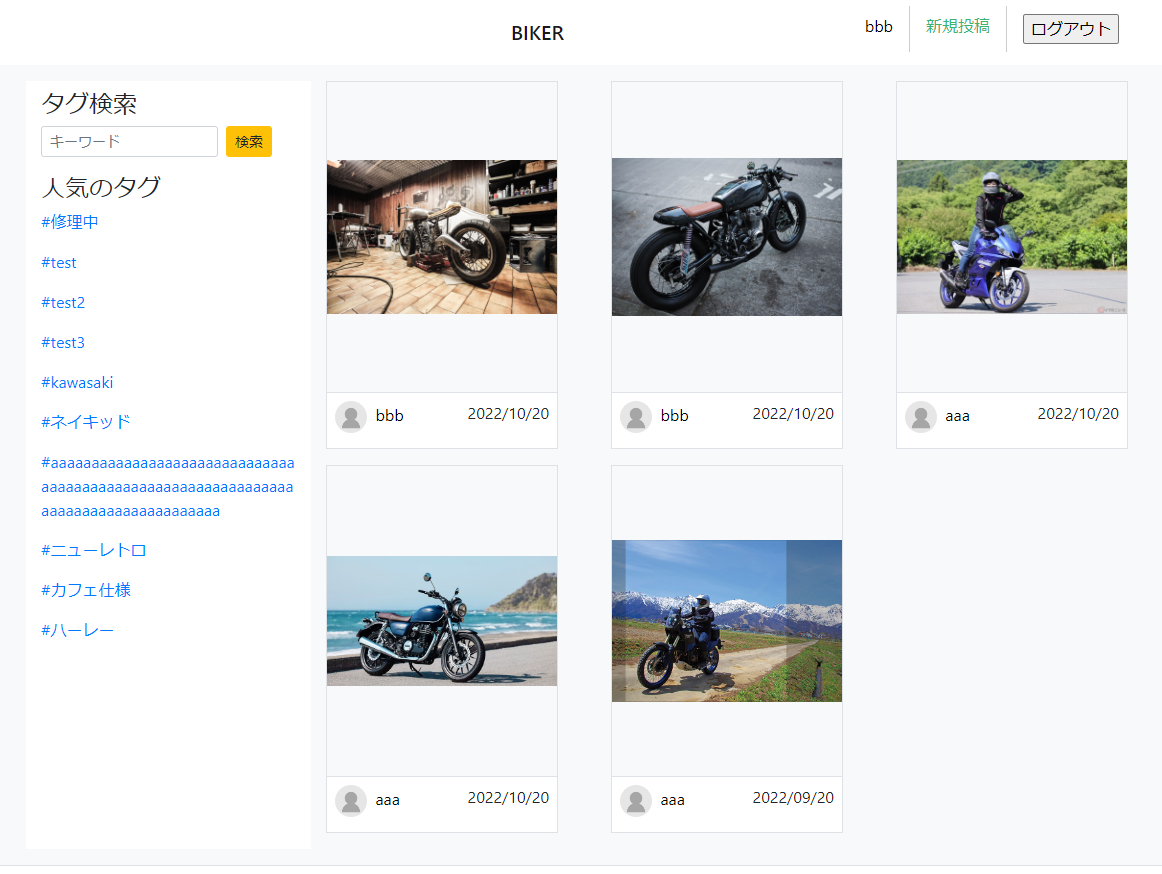 BIKER
bbb
新規投稿
ログアウト
タグ検索
キーワード
検索
人気のタグ
#修理中
#test
#test2
#test3
#kawasaki
#ネイキッド
#aaaaaaaaaaaaaaaaaaaaaaaaaaaaaa
aaaaaaaaaaaaaaaaaaaaaaaaaaaaaaa
aaaaaaaaaaaaaaaaaaaaaa
#ニューレトロ
#カフェ仕様
#ハーレー
bbb 2022/10/20
bbb 2022/10/20
aaa 2022/10/20
aaa 2022/10/20
aaa 2022/09/20